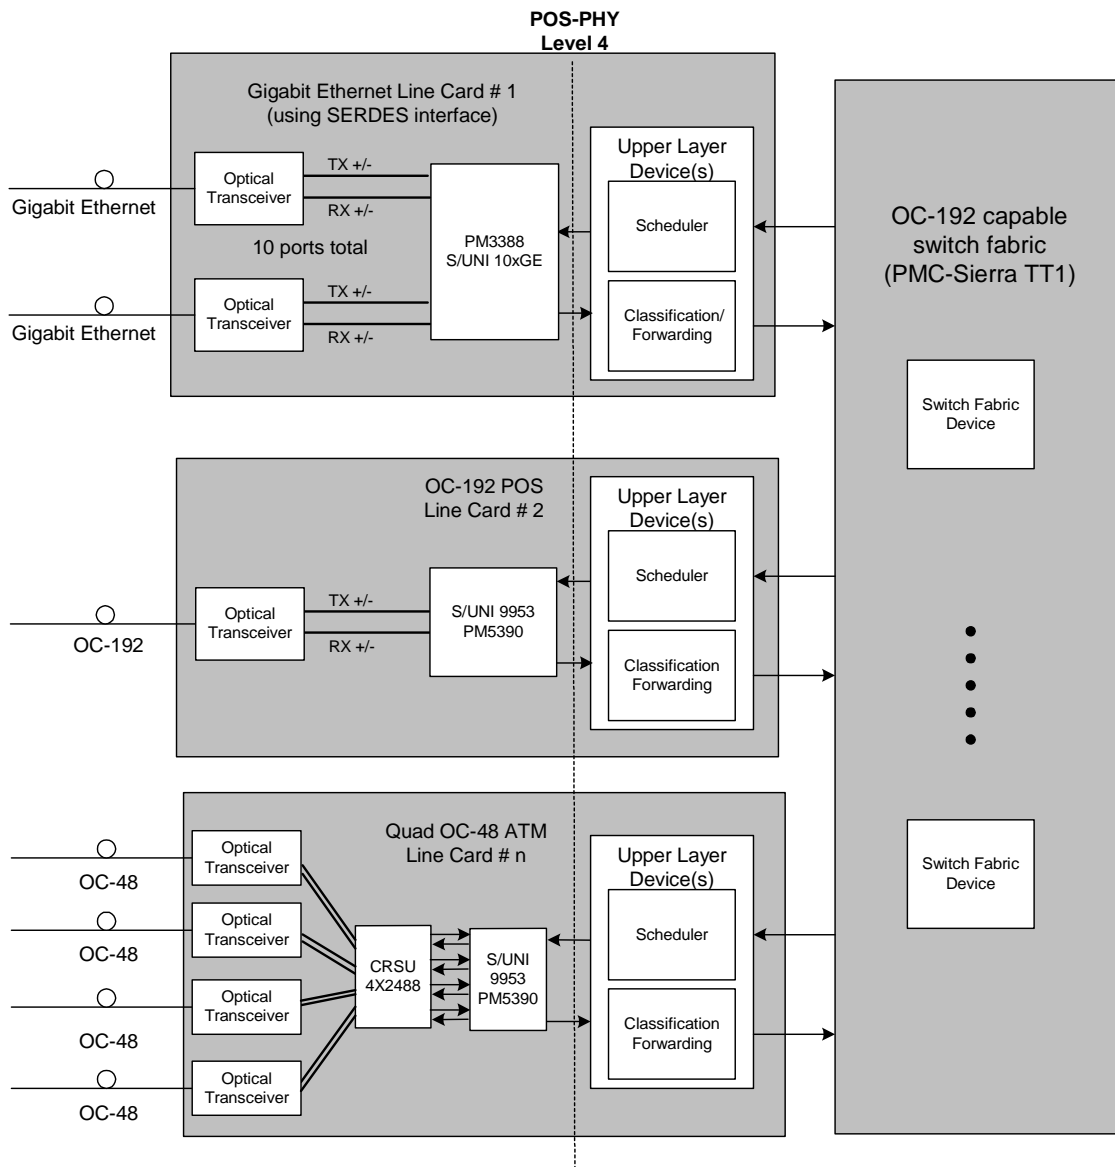 POS-PHY
Level 4
Gigabit Ethernet Line Card # 1
(using SERDES interface)
Optical
Transceiver
TX +/-
RX +/-
Gigabit Ethernet
10 ports total
Optical
Transceiver
TX +/-
RX +/-
Gigabit Ethernet
PM3388
S/UNI 10xGE
Upper Layer
Device(s)
Scheduler
Classification/
Forwarding
OC-192 capable
switch fabric
(PMC-Sierra TT1)
Switch Fabric
Device
OC-192 POS
Line Card # 2
Optical
Transceiver
TX +/-
RX +/-
OC-192
S/UNI 9953
PM5390
Upper Layer
Device(s)
Scheduler
Classification
Forwarding
Quad OC-48 ATM
Line Card # n
Optical
Transceiver
OC-48
Optical
Transceiver
OC-48
Optical
Transceiver
OC-48
Optical
Transceiver
OC-48
CRSU
4X2488
S/UNI
9953
PM5390
Upper Layer
Device(s)
Scheduler
Classification
Forwarding
Switch Fabric
Device